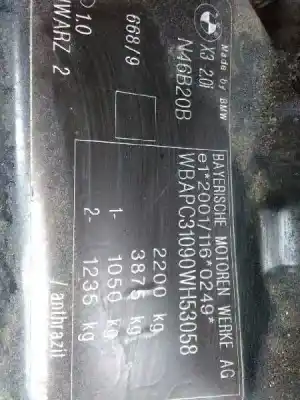 BAYERISCHE MOTOREN WERKE AG
e1*2001/116*0249*
WBAPC31090WH53058
2200 kg
3875 kg
1- 1050 kg
2- 1235 kg
Made by BMW
X3 2.0i
N46B20B
668/9
1.0
WARZ 2
/ anthrazit